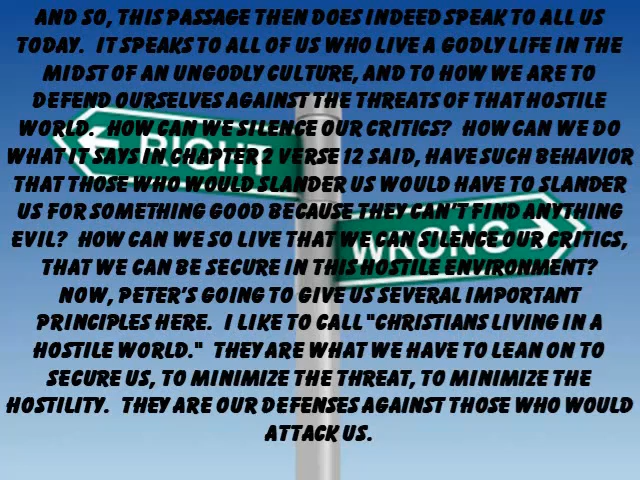 AND SO, THIS PASSAGE THEN DOES INDEED SPEAK TO ALL US
TODAY.  IT SPEAKS TO ALL OF US WHO LIVE A GODLY LIFE IN THE
MIDST OF AN UNGODLY CULTURE, AND TO HOW WE ARE TO
DEFEND OURSELVES AGAINST THE THREATS OF THAT HOSTILE
WORLD.  HOW CAN WE SILENCE OUR CRITICS?  HOW CAN WE DO
WHAT IT SAYS IN CHAPTER 2 VERSE 12 SAID, HAVE SUCH BEHAVIOR
THAT THOSE WHO WOULD SLANDER US WOULD HAVE TO SLANDER
US FOR SOMETHING GOOD BECAUSE THEY CAN'T FIND ANYTHING
EVIL?  HOW CAN WE SO LIVE THAT WE CAN SILENCE OUR CRITICS,
THAT WE CAN BE SECURE IN THIS HOSTILE ENVIRONMENT?
NOW, PETER'S GOING TO GIVE US SEVERAL IMPORTANT
PRINCIPLES HERE.  I LIKE TO CALL "CHRISTIANS LIVING IN A
HOSTILE WORLD."  THEY ARE WHAT WE HAVE TO LEAN ON TO
SECURE US, TO MINIMIZE THE THREAT, TO MINIMIZE THE
HOSTILITY.  THEY ARE OUR DEFENSES AGAINST THOSE WHO WOULD
ATTACK US.
RIGHT
WRONG